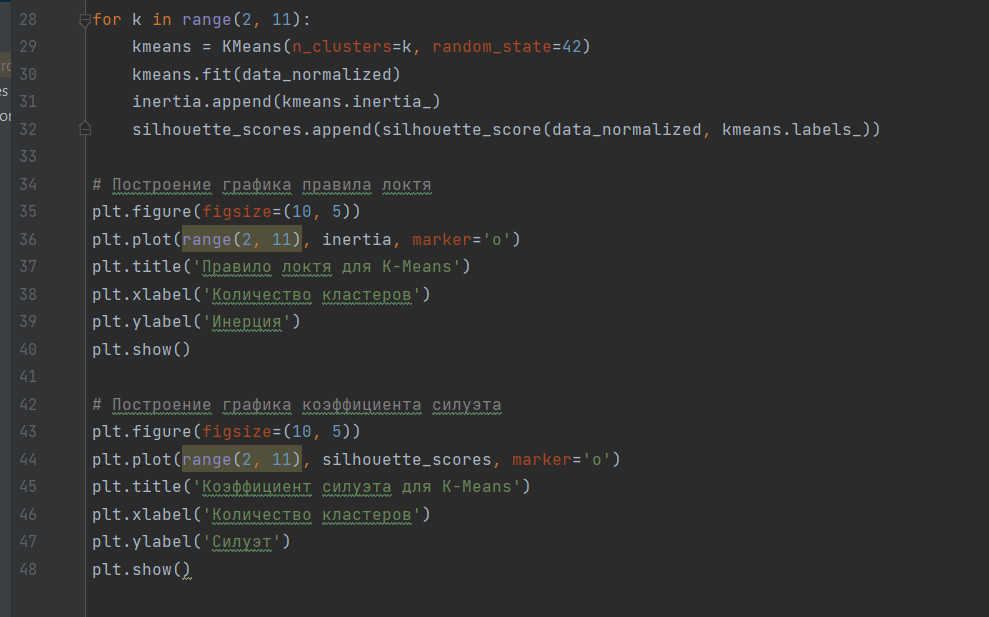 28 for k in range(2, 11):
29 kmeans = KMeans(n_clusters=k, random_state=42)
30 kmeans.fit(data_normalized)
31 inertia.append(kmeans.inertia_)
32 silhouette_scores.append(silhouette_score(data_normalized, kmeans.labels_))
33
34 # Построение графика правила локтя
35 plt.figure(figsize=(10, 5))
36 plt.plot(range(2, 11), inertia, marker='o')
37 plt.title('Правило локтя для K-Means')
38 plt.xlabel('Количество кластеров')
39 plt.ylabel('Инерция')
40 plt.show()
41
42 # Построение графика коэффициента силуэта
43 plt.figure(figsize=(10, 5))
44 plt.plot(range(2, 11), silhouette_scores, marker='o')
45 plt.title('Коэффициент силуэта для K-Means')
46 plt.xlabel('Количество кластеров')
47 plt.ylabel('Силуэт')
48 plt.show()